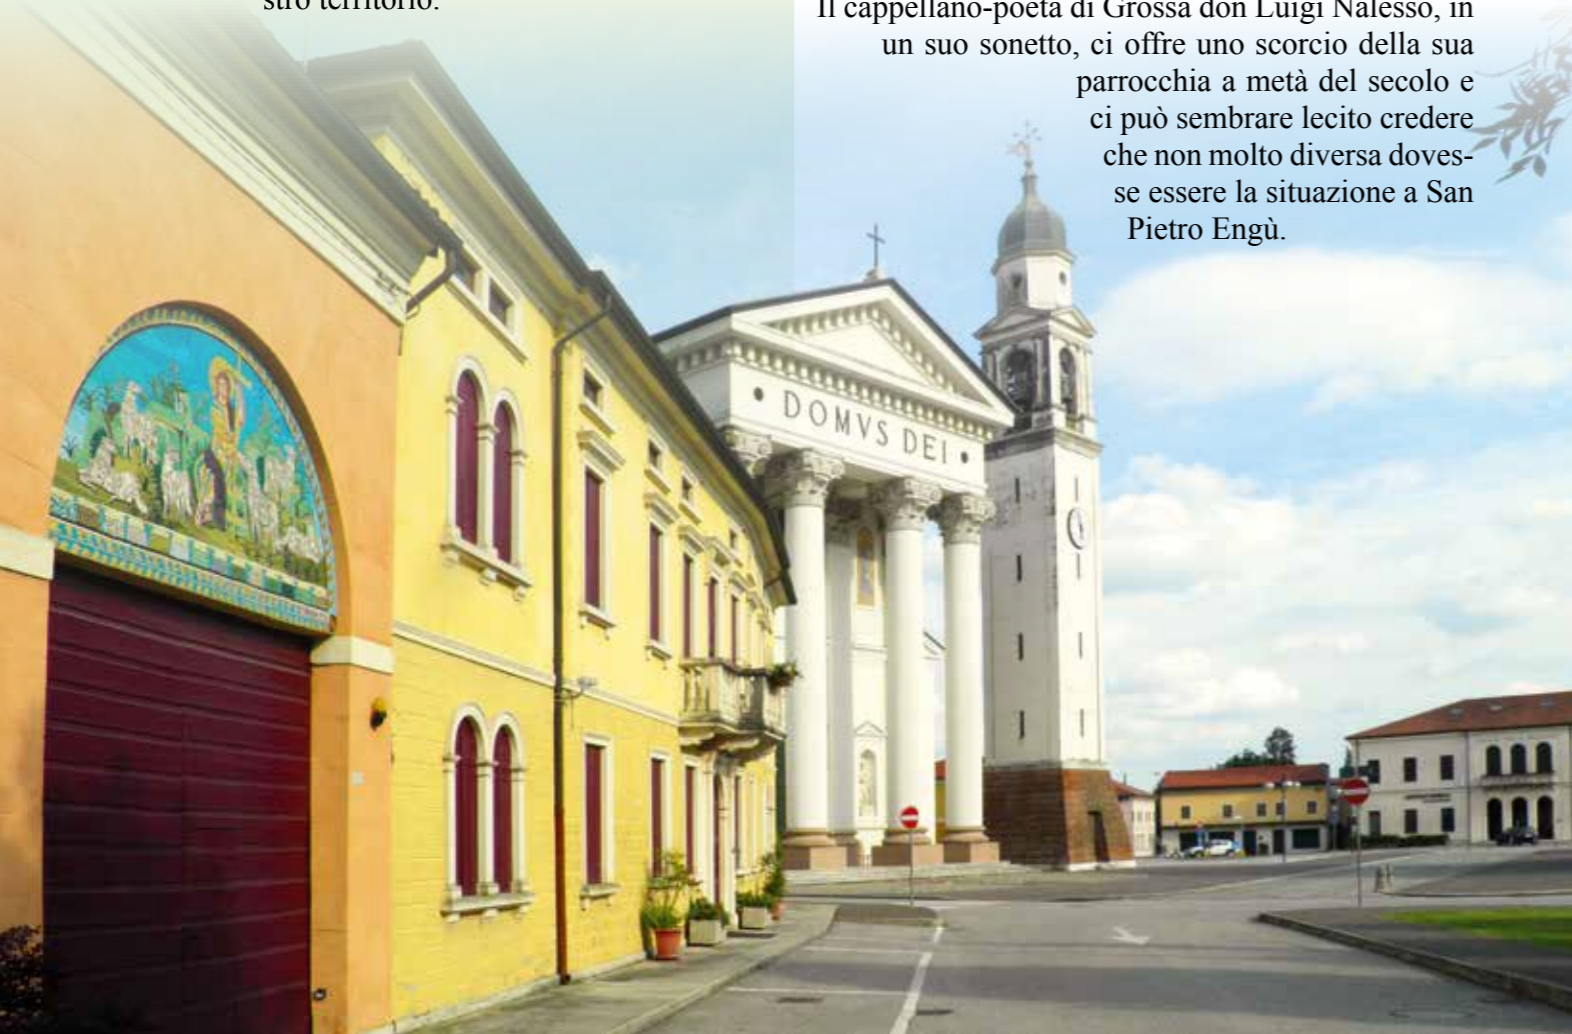 stro territorio.
Il cappellano-poeta di Grossa don Luigi Nalesso, in
un suo sonetto, ci offre uno scorcio della sua
parrocchia a metà del secolo e
ci può sembrare lecito credere
che non molto diversa doves-
se essere la situazione a San
Pietro Engù.
• DOMVS DEI •